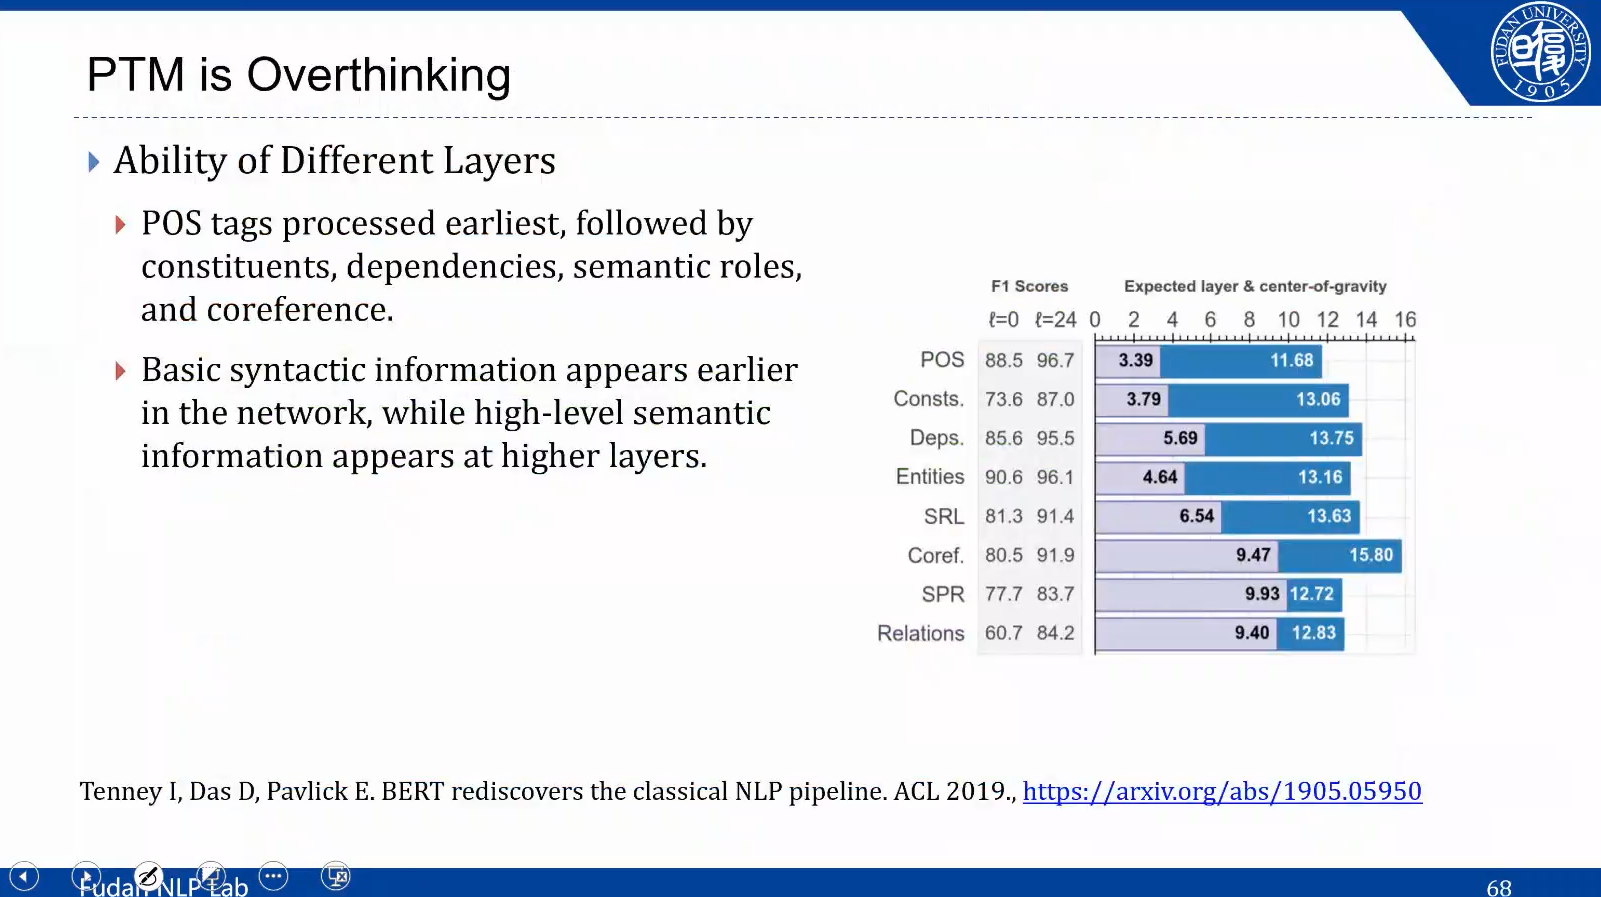 PTM is Overthinking
FUDAN UNIVERSITY
1905
Ability of Different Layers
POS tags processed earliest, followed by
constituents, dependencies, semantic roles,
and coreference.
Basic syntactic information appears earlier
in the network, while high-level semantic
information appears at higher layers.
F1 Scores Expected layer & center-of-gravity
ℓ=0 ℓ=24 0 2 4 6 8 10 12 14 16
POS 88.5 96.7 3.39 11.68
Consts. 73.6 87.0 3.79 13.06
Deps. 85.6 95.5 5.69 13.75
Entities 90.6 96.1 4.64 13.16
SRL 81.3 91.4 6.54 13.63
Coref. 80.5 91.9 9.47 15.80
SPR 77.7 83.7 9.93 12.72
Relations 60.7 84.2 9.40 12.83
Tenney I, Das D, Pavlick E. BERT rediscovers the classical NLP pipeline. ACL 2019., https://arxiv.org/abs/1905.05950
Fudan NLP Lab
68